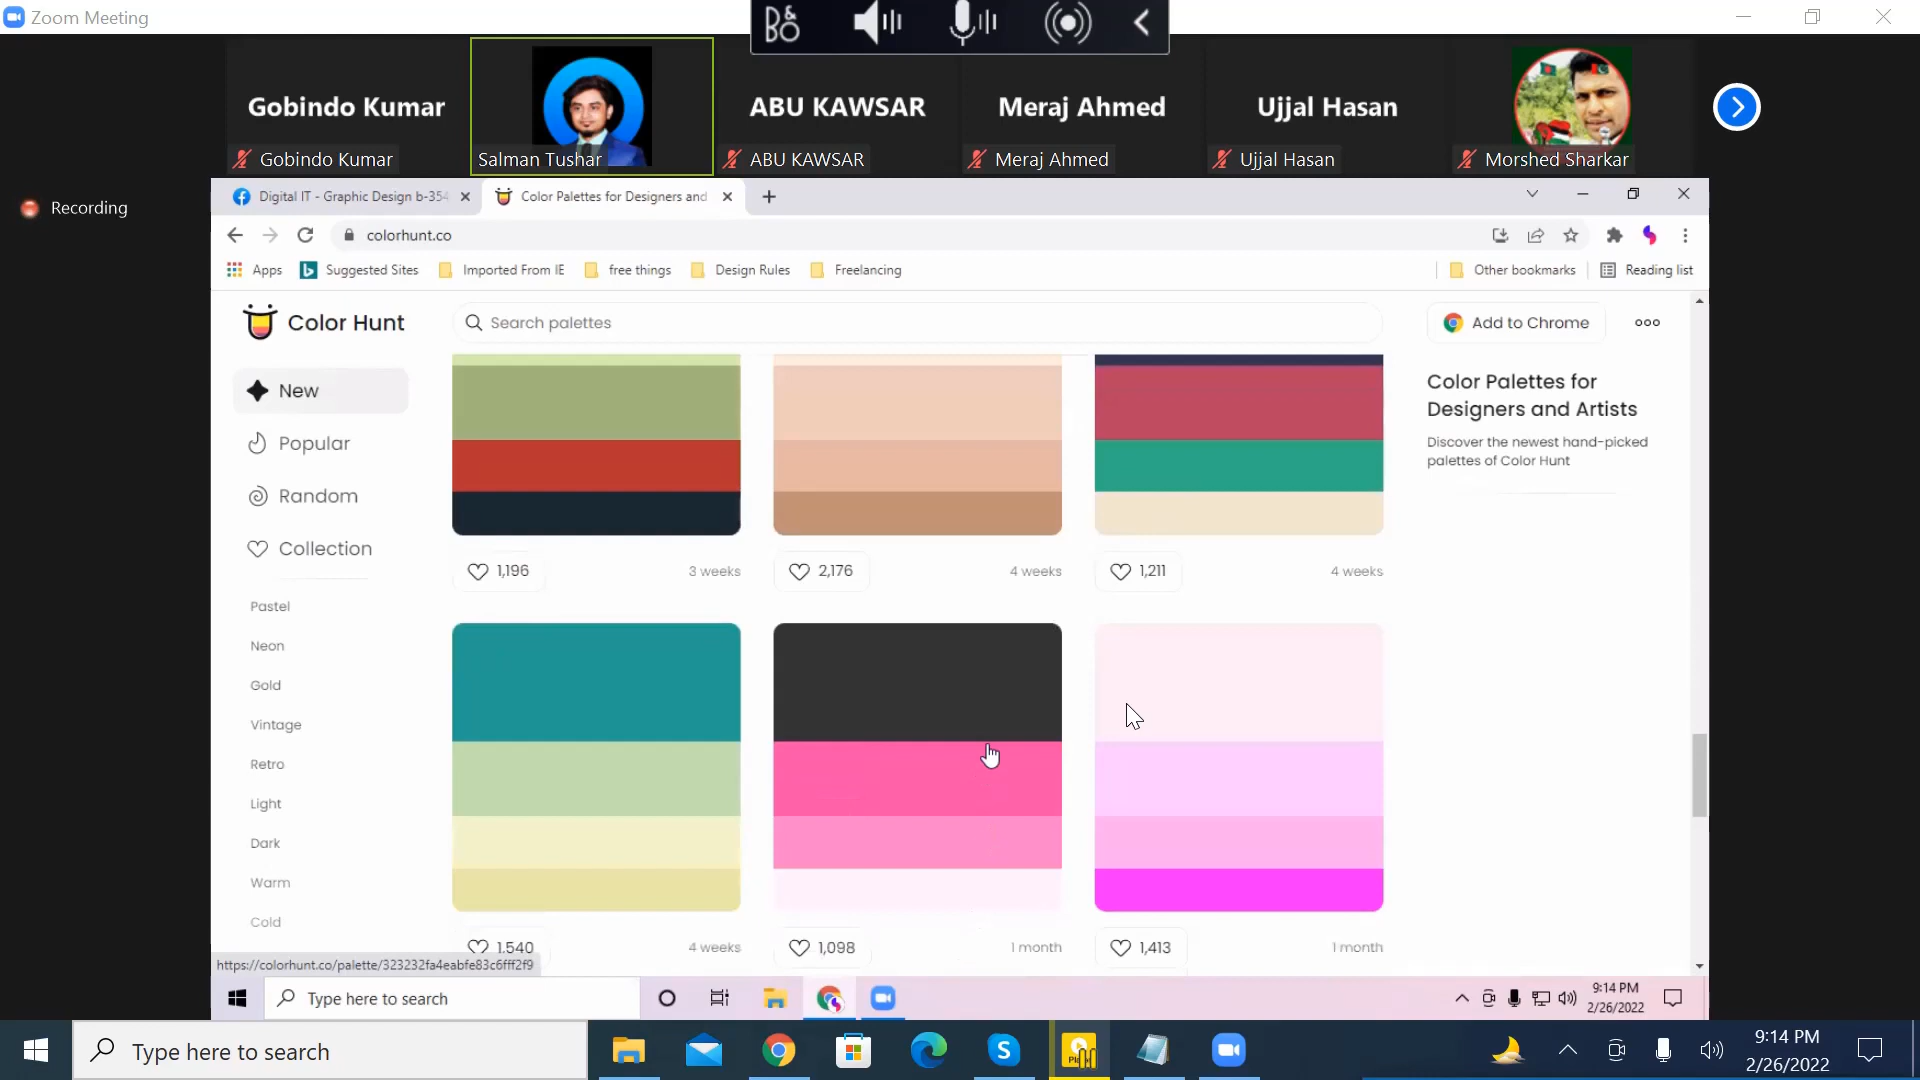 Zoom Meeting
B&O
Gobindo Kumar
ABU KAWSAR
Meraj Ahmed
Ujjal Hasan
Gobindo Kumar
Salman Tushar
ABU KAWSAR
Meraj Ahmed
Ujjal Hasan
Morshed Sharkar
Recording
Digital IT - Graphic Design b-354
Color Palettes for Designers and
colorhunt.co
Apps
Suggested Sites
Imported From IE
free things
Design Rules
Freelancing
Other bookmarks
Reading list
Color Hunt
Search palettes
Add to Chrome
New
Popular
Random
Collection
Pastel
Neon
Gold
Vintage
Retro
Light
Dark
Warm
Cold
Color Palettes for
Designers and Artists
Discover the newest hand-picked
palettes of Color Hunt
1,196
3 weeks
2,176
4 weeks
1,211
4 weeks
1,540
4 weeks
1,098
1 month
1,413
1 month
https://colorhunt.co/palette/323232fa4eabfe83c6fff2f9
Type here to search
9:14 PM
2/26/2022
Type here to search
9:14 PM
2/26/2022